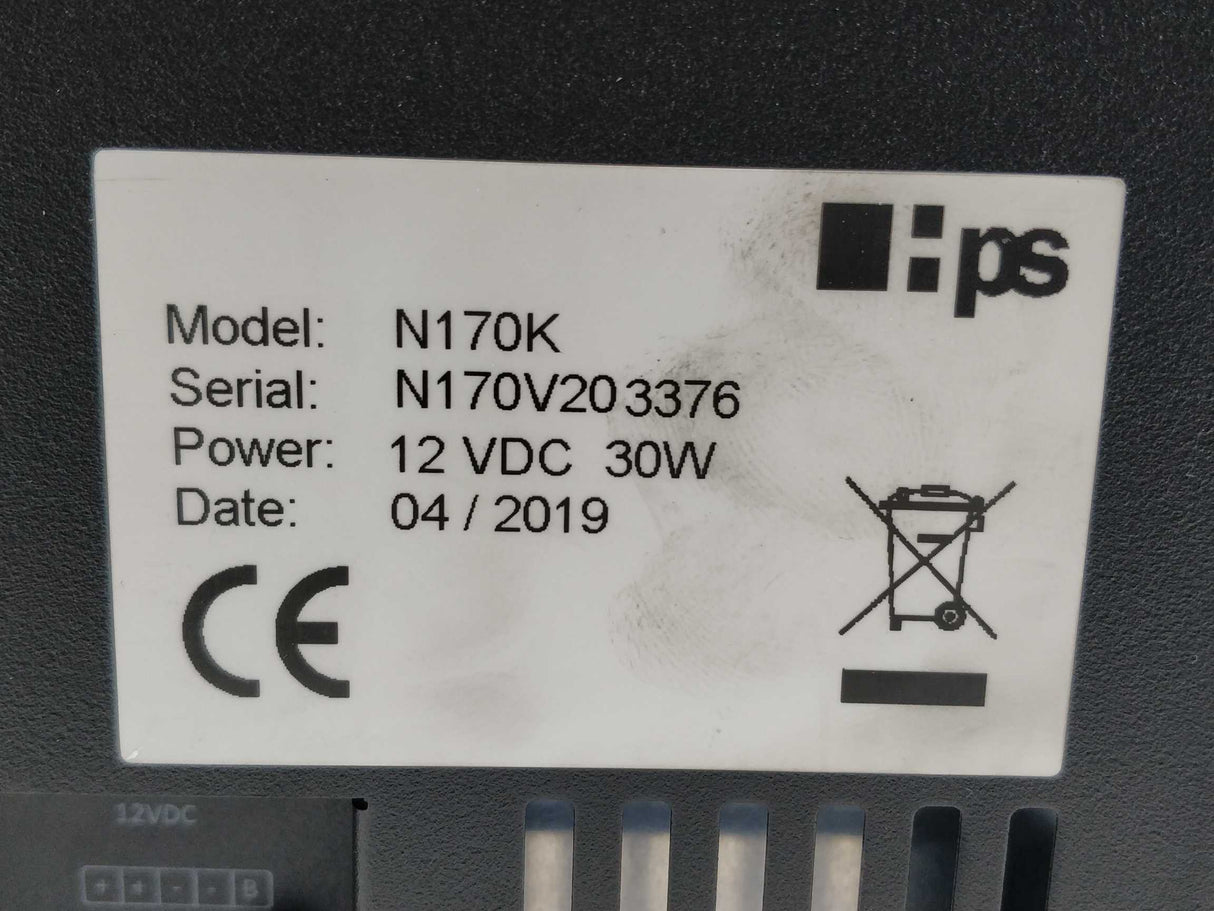 ps
Model: N170K
Serial: N170V203376
Power: 12 VDC 30W
Date: 04 / 2019
CE
12VDC
+ + - - B